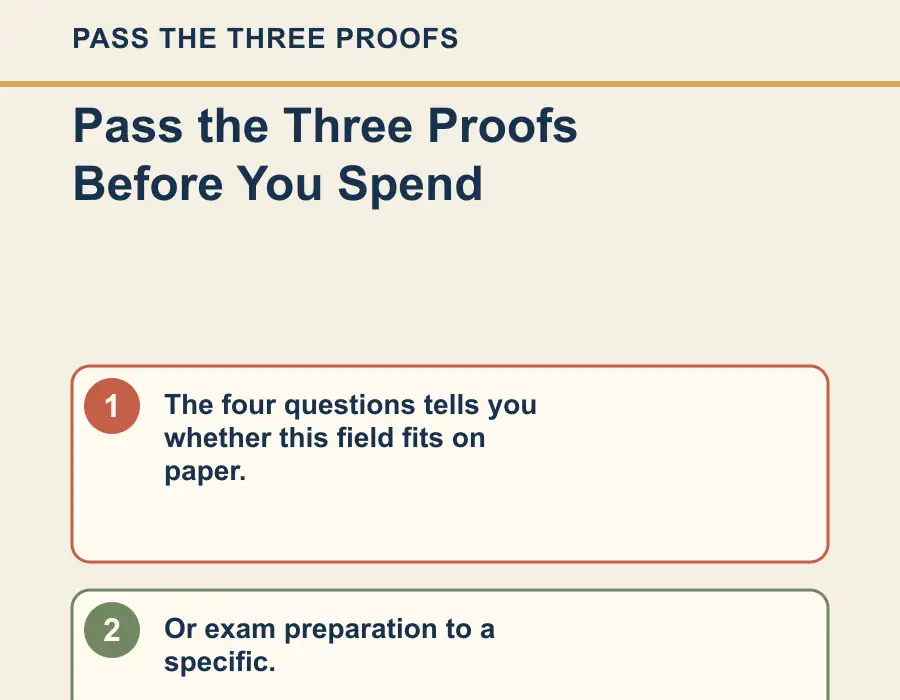 PASS THE THREE PROOFS
Pass the Three Proofs
Before You Spend
1
The four questions tells you
whether this field fits on
paper.
2
Or exam preparation to a
specific.